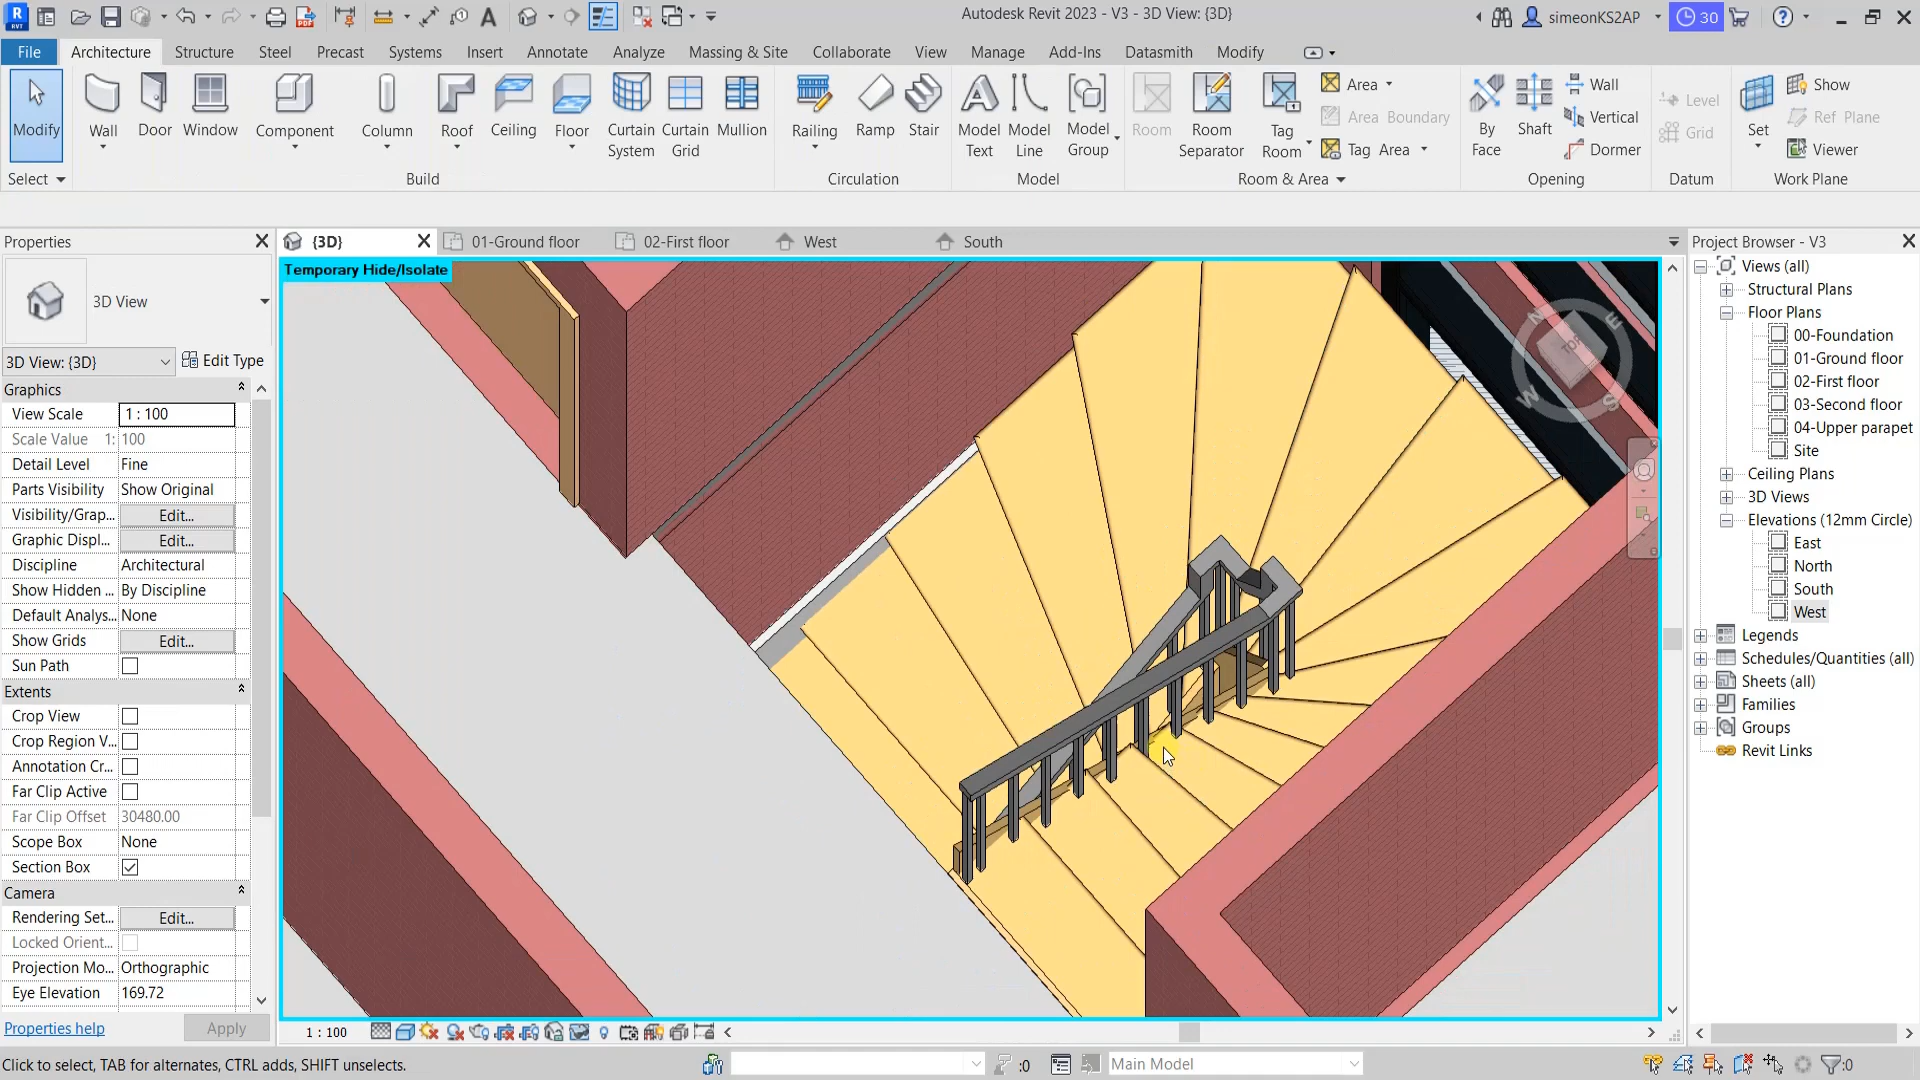 Autodesk Revit 2023 - V3 - 3D View: {3D}
simeonKS2AP
30
File
Architecture
Structure
Steel
Precast
Systems
Insert
Annotate
Analyze
Massing & Site
Collaborate
View
Manage
Add-Ins
Datasmith
Modify
Modify
Wall
Door
Window
Component
Column
Roof
Ceiling
Floor
Curtain System
Curtain Grid
Mullion
Railing
Ramp
Stair
Model Text
Model Line
Model Group
Room
Room Separator
Tag Room
Area
Area Boundary
Tag Area
By Face
Shaft
Wall
Vertical
Dormer
Level
Grid
Set
Show
Ref Plane
Viewer
Select
Build
Circulation
Model
Room & Area
Opening
Datum
Work Plane
Properties
{3D}
01-Ground floor
02-First floor
West
South
Project Browser - V3
3D View
3D View: {3D}
Edit Type
Graphics
View Scale 1 : 100
Scale Value 1: 100
Detail Level Fine
Parts Visibility Show Original
Visibility/Grap... Edit...
Graphic Displ... Edit...
Discipline Architectural
Show Hidden ... By Discipline
Default Analys... None
Show Grids Edit...
Sun Path
Extents
Crop View
Crop Region V...
Annotation Cr...
Far Clip Active
Far Clip Offset 30480.00
Scope Box None
Section Box
Camera
Rendering Set... Edit...
Locked Orient...
Projection Mo... Orthographic
Eye Elevation 169.72
Properties help
Apply
Temporary Hide/Isolate
TOP
N
E
S
W
Views (all)
Structural Plans
Floor Plans
00-Foundation
01-Ground floor
02-First floor
03-Second floor
04-Upper parapet
Site
Ceiling Plans
3D Views
Elevations (12mm Circle)
East
North
South
West
Legends
Schedules/Quantities (all)
Sheets (all)
Families
Groups
Revit Links
1 : 100
Click to select, TAB for alternates, CTRL adds, SHIFT unselects.
:0
Main Model
:0